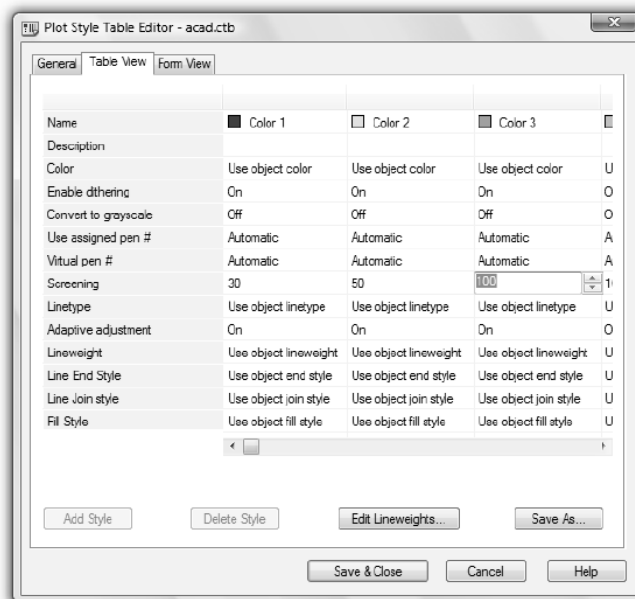 Plot Style Table Editor - acad.ctb
General Table View Form View
Name Color 1 Color 2 Color 3
Description
Color Use object color Use object color Use object color U
Enable dithering On On On O
Convert to grayscale Off Off Off O
Use assigned pen # Automatic Automatic Automatic A
Virtual pen # Automatic Automatic Automatic A
Screening 30 50 100 1
Linetype Use object linetype Use object linetype Use object linetype U
Adaptive adjustment On On On O
Lineweight Use object lineweight Use object lineweight Use object lineweight U
Line End Style Use object end style Use object end style Use object end style U
Line Join style Use object join style Use object join style Use object join style U
Fill Style Use object fill style Use object fill style Use object fill style U
Add Style Delete Style Edit Lineweights... Save As...
Save & Close Cancel Help